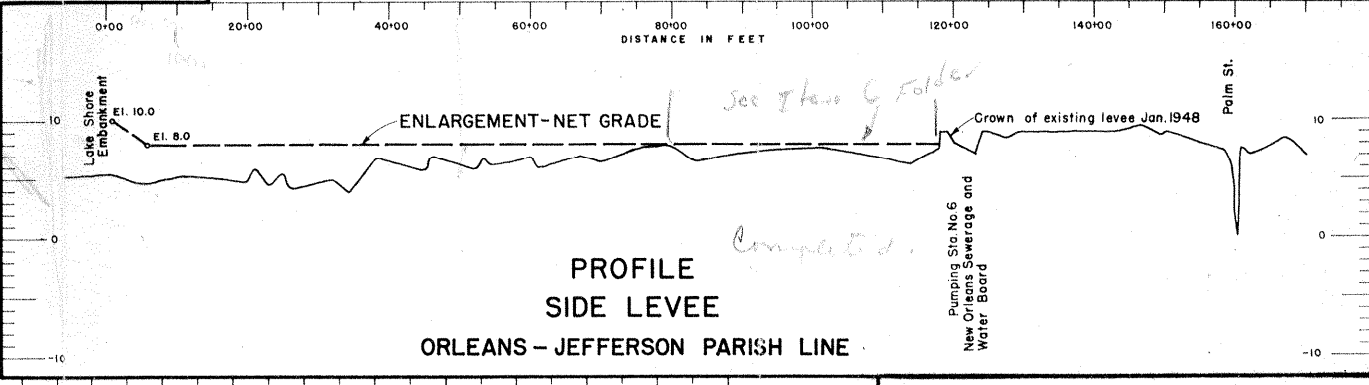 0+00 20+00 40+00 60+00 80+00 100+00 120+00 140+00 160+00
DISTANCE IN FEET
Lake Shore
Embankment
El. 10.0
El. 8.0
ENLARGEMENT-NET GRADE
See Folder
Crown of existing levee Jan. 1948
Palm St.
10
0
-10
10
0
-10
Completed.
Pumping Sta. No. 6
New Orleans Sewerage and
Water Board
PROFILE
SIDE LEVEE
ORLEANS – JEFFERSON PARISH LINE